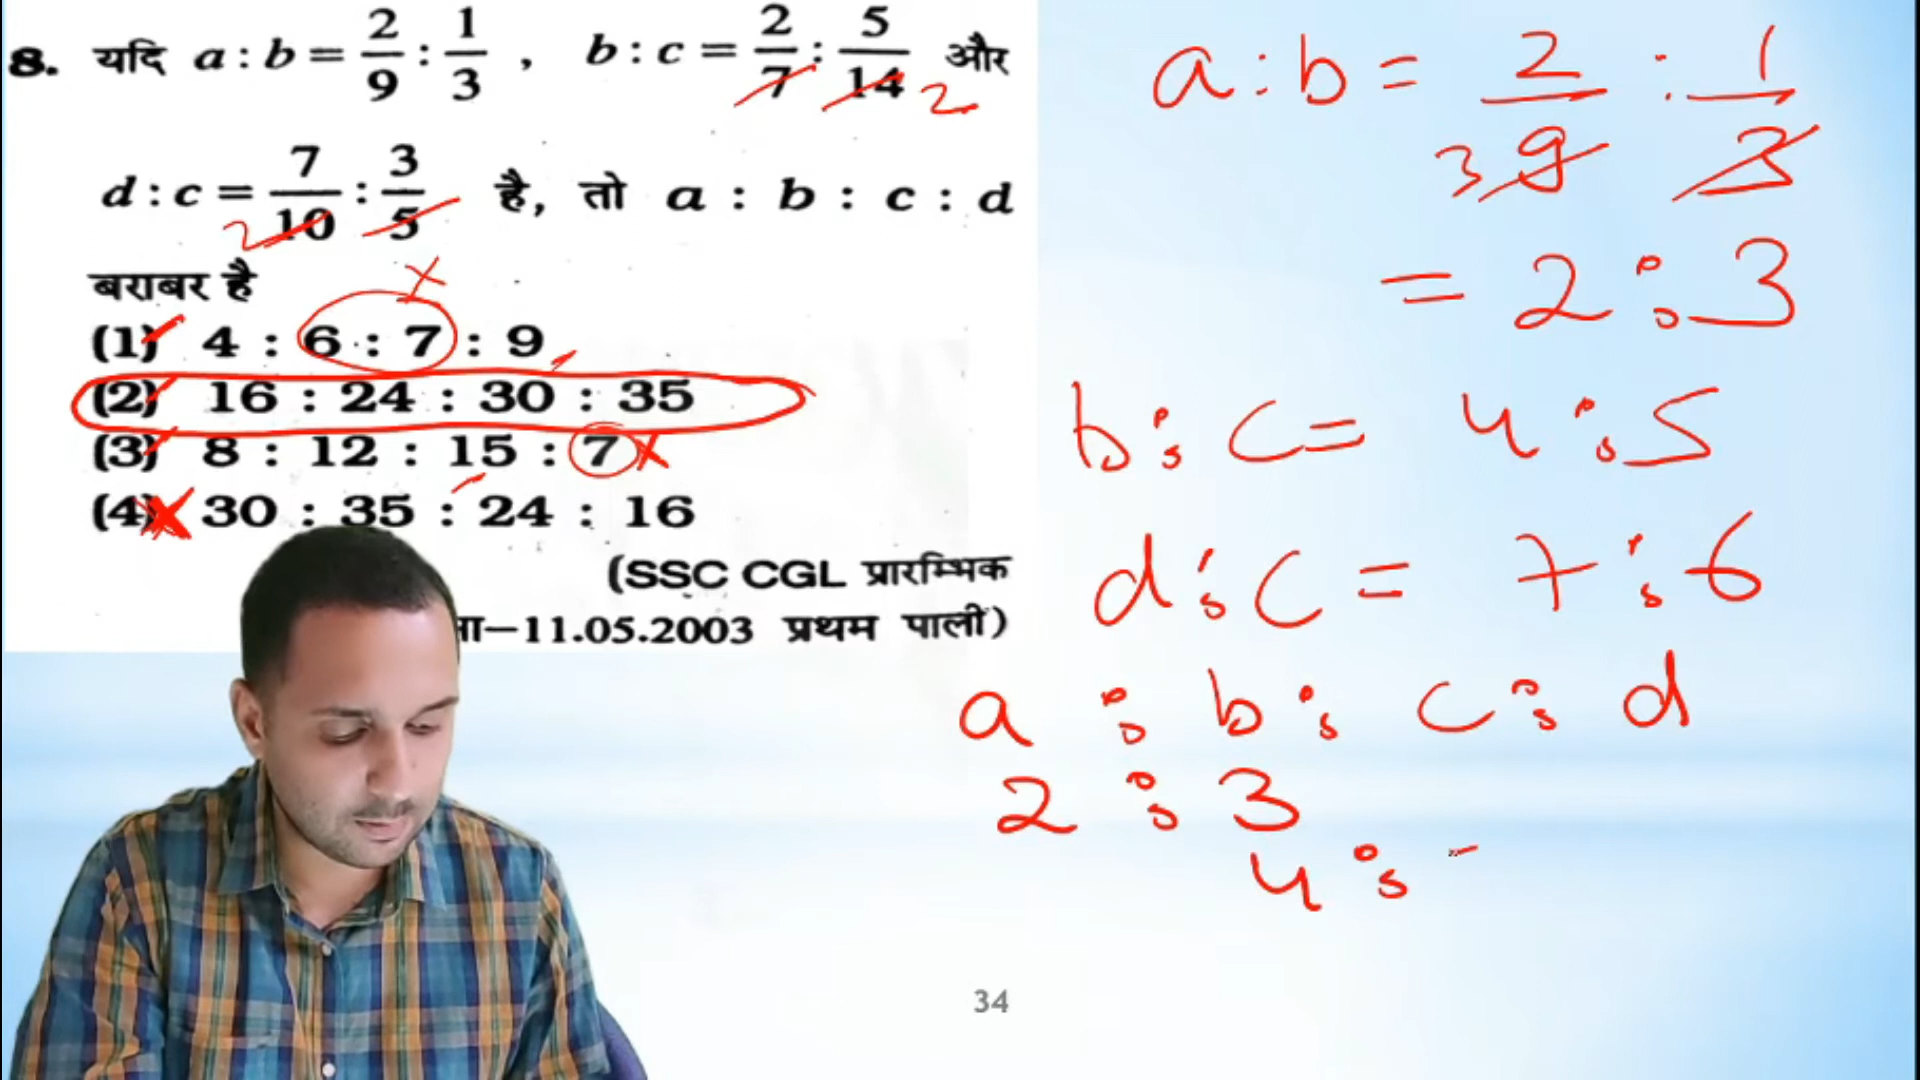 8. यदि a : b = 2/9 : 1/3 , b : c = 2/7 : 5/14 और
2
d : c = 7/10 : 3/5 है, तो a : b : c : d
2
बराबर है
(1) 4 : 6 : 7 : 9
(2) 16 : 24 : 30 : 35
(3) 8 : 12 : 15 : 7
(4) 30 : 35 : 24 : 16
(SSC CGL प्रारम्भिक
–11.05.2003 प्रथम पाली)
a : b = 2/9 : 1/3
3
= 2 : 3
b : c = 4 : 5
d : c = 7 : 6
a : b : c : d
2 : 3
4 :
34